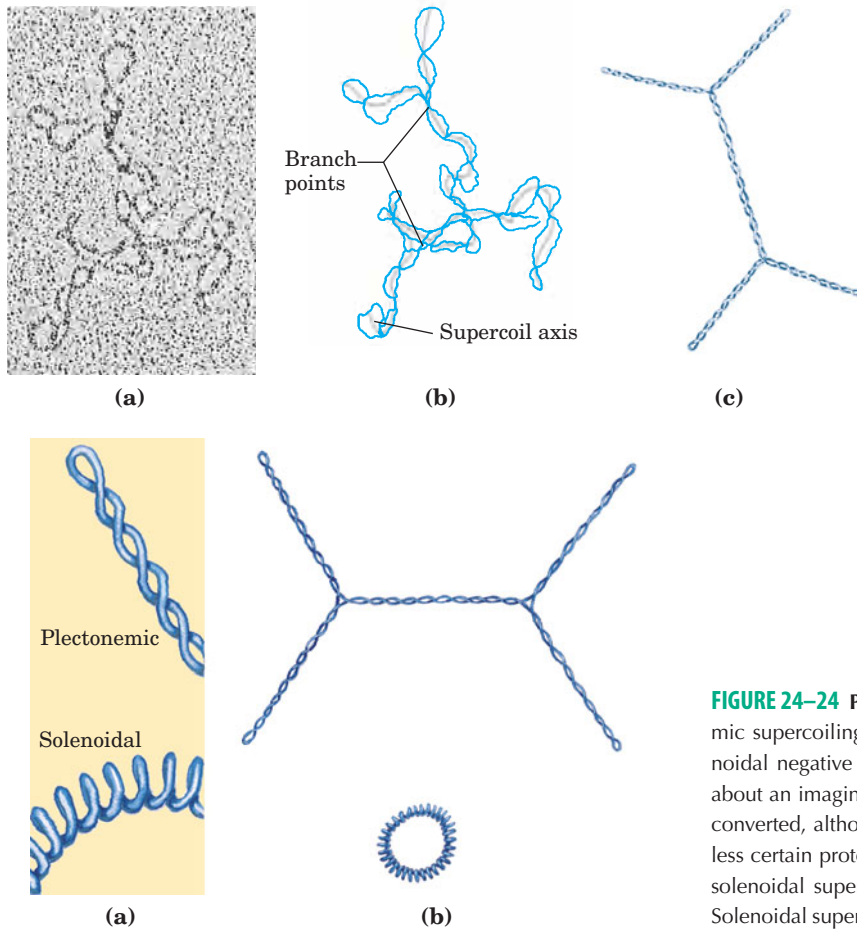 Branch
points
Supercoil axis
(a)
(b)
(c)
Plectonemic
Solenoidal
(a)
(b)
FIGURE 24–24 P
mic supercoiling
noidal negative
about an imagin
converted, altho
less certain prote
solenoidal supe
Solenoidal super